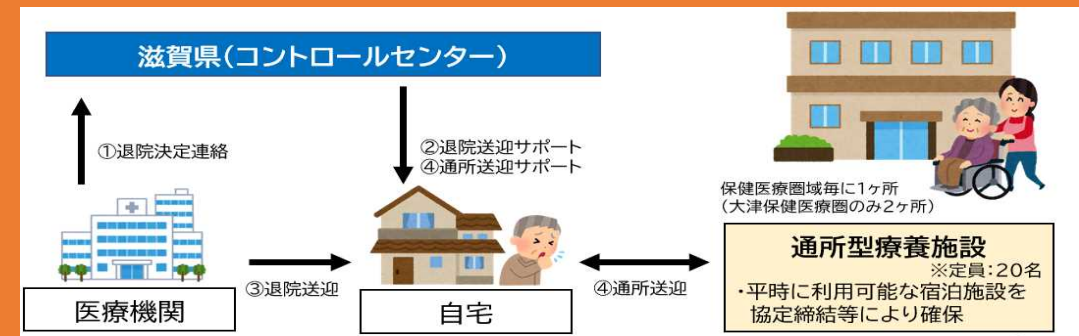 滋賀県（コントロールセンター）
①退院決定連絡
②退院送迎サポート
④通所送迎サポート
保健医療圏域毎に1ヶ所
（大津保健医療圏のみ2ヶ所）
通所型療養施設
※定員：20名
・平時に利用可能な宿泊施設を
協定締結等により確保
③退院送迎
④通所送迎
医療機関
自宅